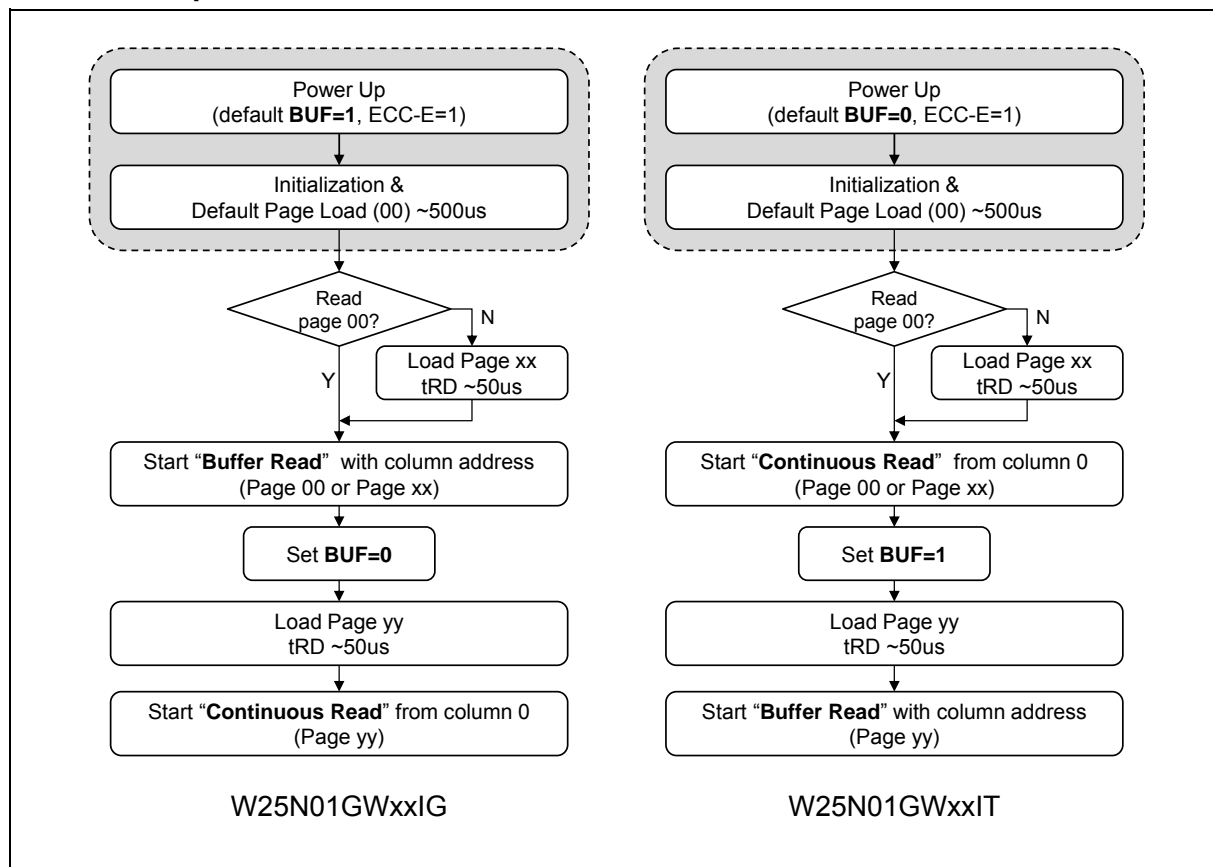 Power Up
(default BUF=1, ECC-E=1)
Initialization &
Default Page Load (00) ~500us
Read
page 00?
N
Load Page xx
tRD ~50us
Y
Start “Buffer Read” with column address
(Page 00 or Page xx)
Set BUF=0
Load Page yy
tRD ~50us
Start “Continuous Read” from column 0
(Page yy)
W25N01GWxxIG
Power Up
(default BUF=0, ECC-E=1)
Initialization &
Default Page Load (00) ~500us
Read
page 00?
N
Load Page xx
tRD ~50us
Y
Start “Continuous Read” from column 0
(Page 00 or Page xx)
Set BUF=1
Load Page yy
tRD ~50us
Start “Buffer Read” with column address
(Page yy)
W25N01GWxxIT